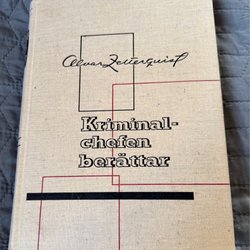 Alvar Zetterquist
Kriminal-
chefen
berättar